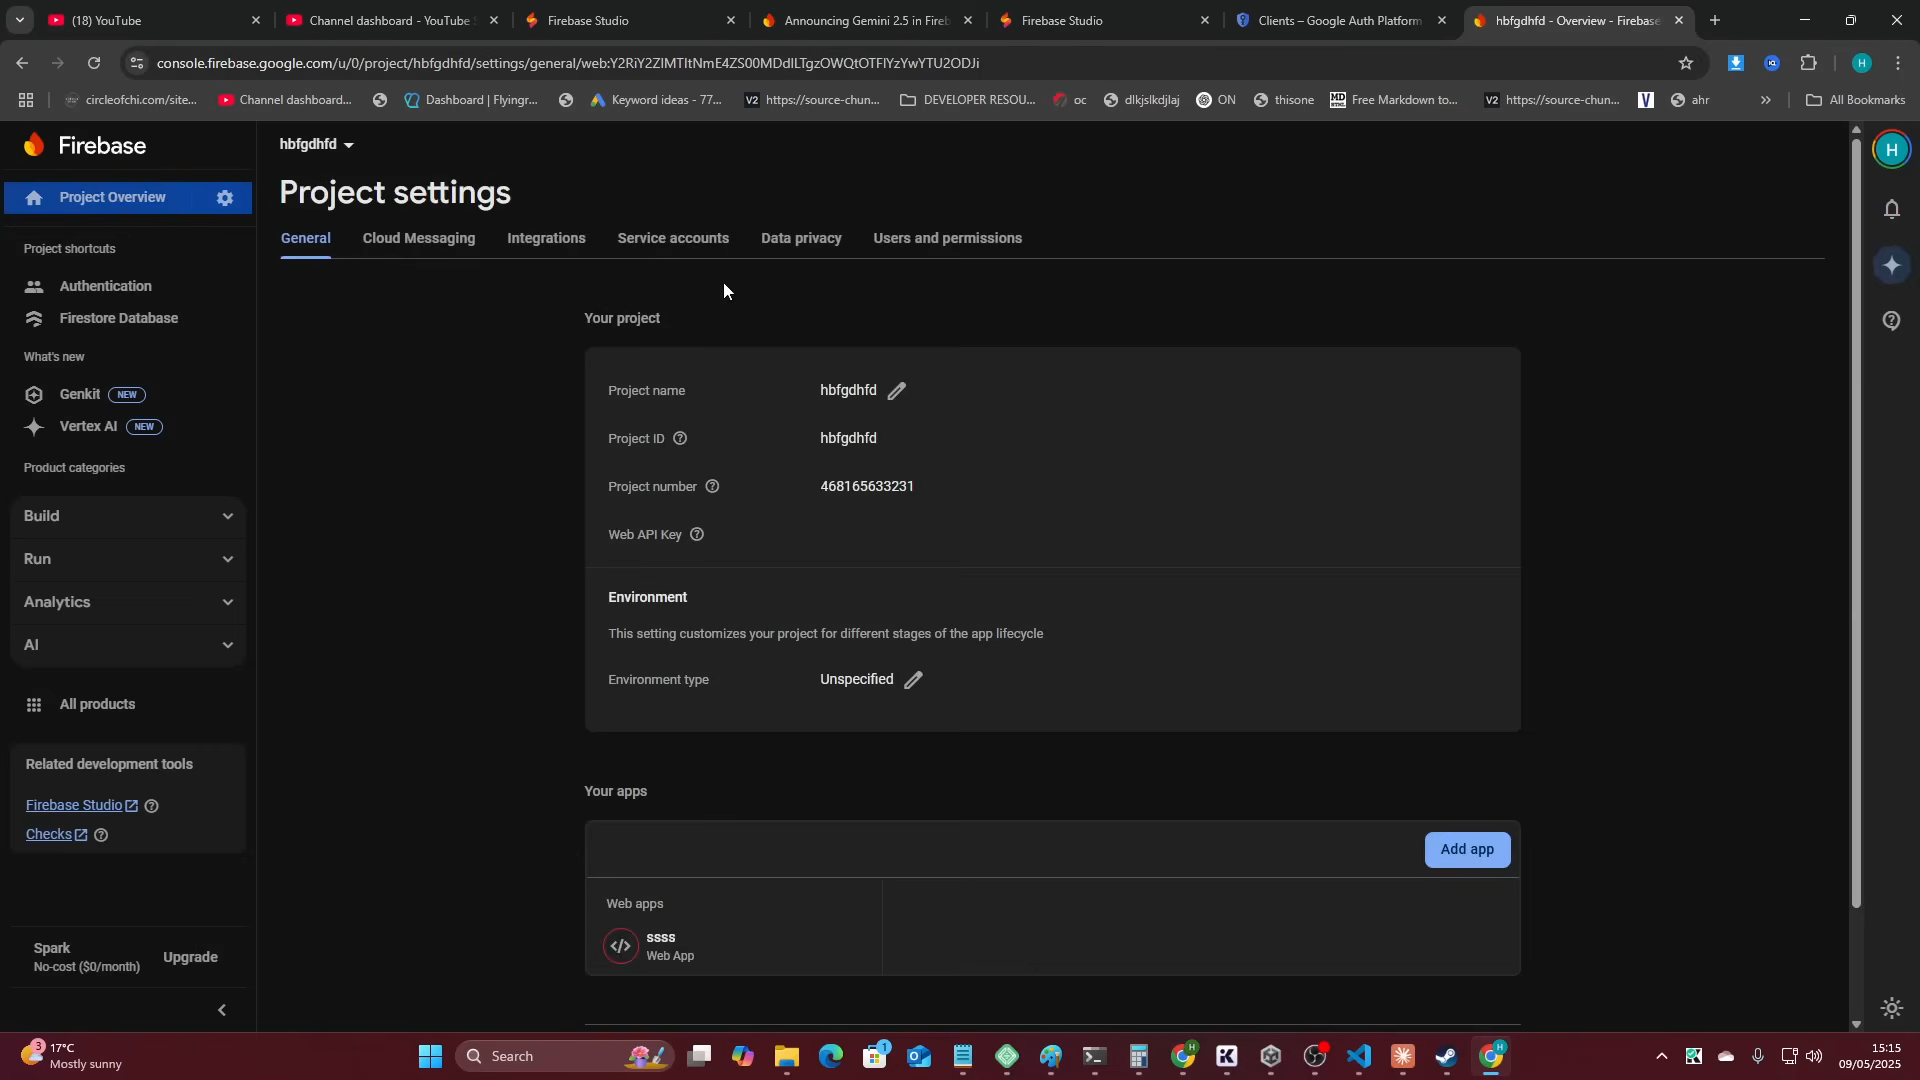 (18) YouTube
Channel dashboard - YouTube S
Firebase Studio
Announcing Gemini 2.5 in Fireb
Firebase Studio
Clients – Google Auth Platform
hbfgdhfd - Overview - Firebase
console.firebase.google.com/u/0/project/hbfgdhfd/settings/general/web:Y2RiY2ZlMTItNmE4ZS00MDdlLTgzOWQtOTFlYzYwYTU2ODJi
H
circleofchi.com/site...
Channel dashboard...
Dashboard | Flyingr...
Keyword ideas - 77...
V2 https://source-chun...
DEVELOPER RESOU...
oc
dlkjslkdjlaj
ON
thisone
MD Free Markdown to...
V2 https://source-chun...
V
ahr
All Bookmarks
Firebase
hbfgdhfd
H
Project settings
Project Overview
General
Cloud Messaging
Integrations
Service accounts
Data privacy
Users and permissions
Project shortcuts
Authentication
Firestore Database
What's new
Genkit NEW
Vertex AI NEW
Product categories
Build
Run
Analytics
AI
All products
Related development tools
Firebase Studio
Checks
Spark
No-cost ($0/month)
Upgrade
Your project
Project name
hbfgdhfd
Project ID
hbfgdhfd
Project number
468165633231
Web API Key
Environment
This setting customizes your project for different stages of the app lifecycle
Environment type
Unspecified
Your apps
Add app
Web apps
ssss
Web App
3
17°C
Mostly sunny
Search
1
H
H
15:15
09/05/2025